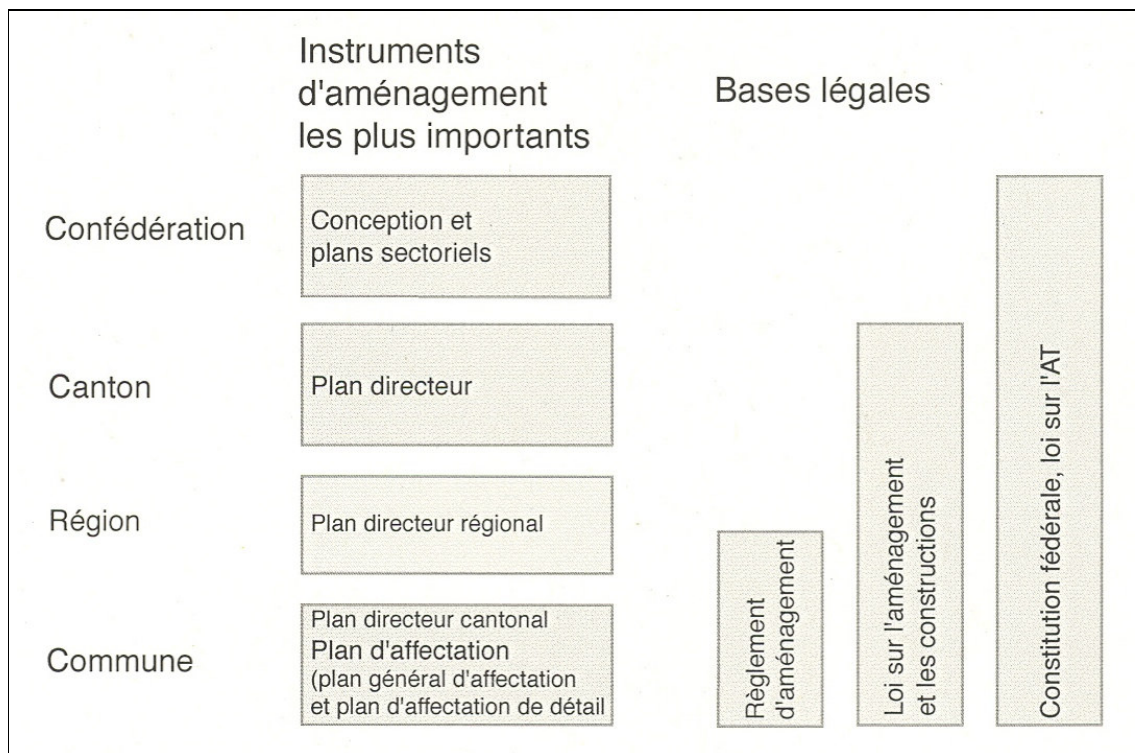 Instruments
d'aménagement
les plus importants
Bases légales
Confédération
Conception et
plans sectoriels
Canton
Plan directeur
Région
Plan directeur régional
Commune
Plan directeur cantonal
Plan d'affectation
(plan général d'affectation
et plan d'affectation de détail
Règlement
d'aménagement
Loi sur l'aménagement
et les constructions
Constitution fédérale, loi sur l'AT